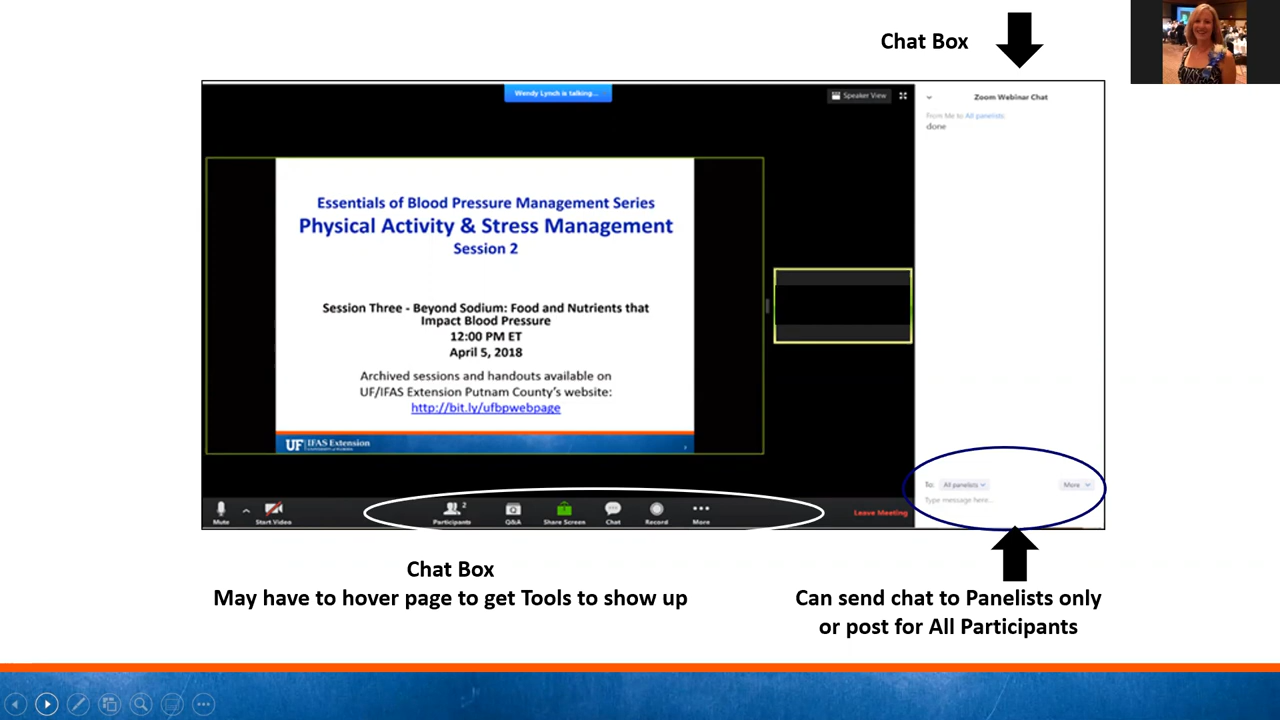 Chat Box
Wendy Lynch is talking...
Speaker View
Zoom Webinar Chat
From Me to All panelists:
done
Essentials of Blood Pressure Management Series
Physical Activity & Stress Management
Session 2
Session Three - Beyond Sodium: Food and Nutrients that
Impact Blood Pressure
12:00 PM ET
April 5, 2018
Archived sessions and handouts available on
UF/IFAS Extension Putnam County's website:
http://bit.ly/ufbpwebpage
UF IFAS Extension
UNIVERSITY of FLORIDA
To: All panelists More
Type message here...
Mute Start Video Participants 2 Q&A Share Screen Chat Record More Leave Meeting
Chat Box
May have to hover page to get Tools to show up
Can send chat to Panelists only
or post for All Participants